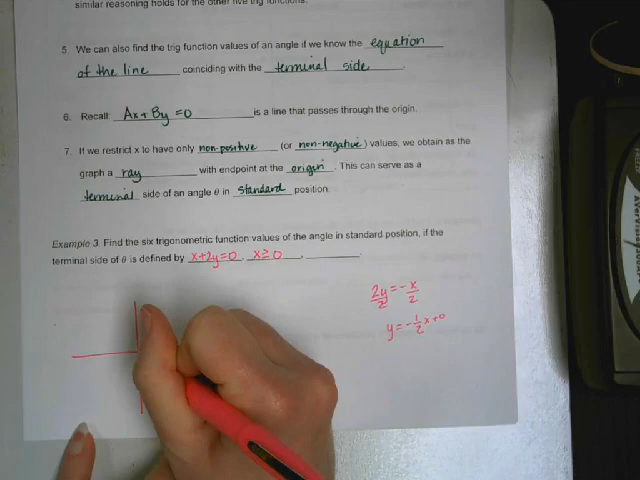 similar reasoning holds for the other five trig functions.
5. We can also find the trig function values of an angle if we know the equation
of the line coinciding with the terminal side.
6. Recall: Ax + By = 0 is a line that passes through the origin.
7. If we restrict x to have only non-positive (or non-negative) values, we obtain as the
graph a ray with endpoint at the origin. This can serve as a
terminal side of an angle θ in standard position.
Example 3. Find the six trigonometric function values of the angle in standard position, if the
terminal side of θ is defined by x+2y=0, x≥0, .
2y/2 = -x/2
y = -1/2 x + 0